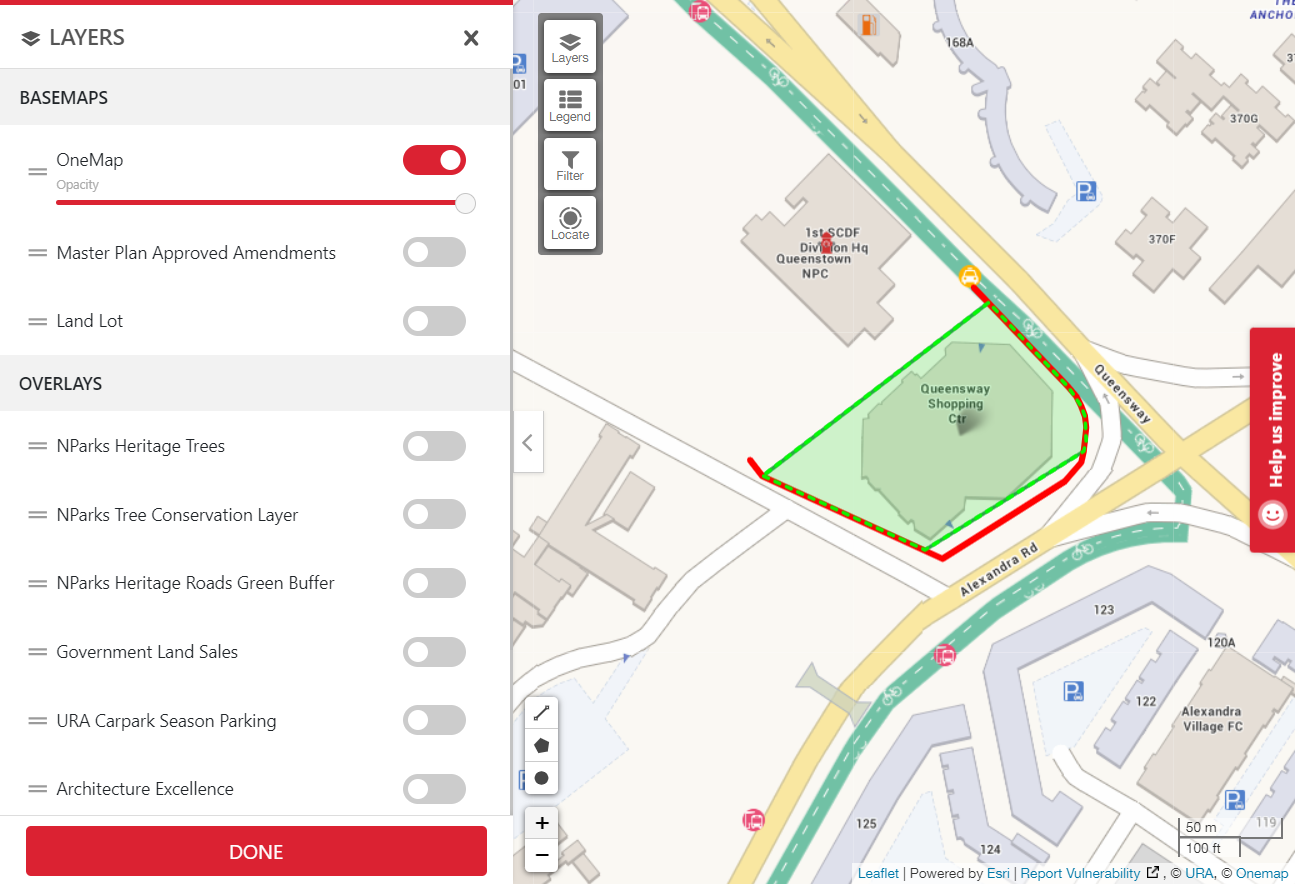 LAYERS
BASEMAPS
OneMap
Opacity
Master Plan Approved Amendments
Land Lot
OVERLAYS
NParks Heritage Trees
NParks Tree Conservation Layer
NParks Heritage Roads Green Buffer
Government Land Sales
URA Carpark Season Parking
Architecture Excellence
DONE
Layers
Legend
Filter
Locate
+
−
P
01
168A
ANCHO
370G
P
370F
1st SCDF
Division Hq
Queenstown
NPC
Queensway
Shopping
Ctr
Queensway
Alexandra Rd
Help us improve
123
120A
P
122
Alexandra
Village FC
P
119
125
124
50 m
100 ft
Leaflet | Powered by Esri | Report Vulnerability , © URA, © Onemap